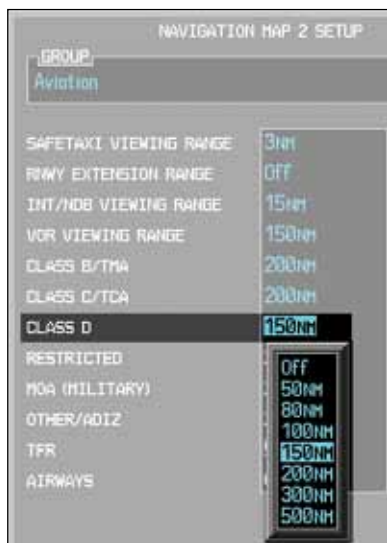 NAVIGATION MAP 2 SETUP
GROUP
Aviation
SAFETAXI VIEWING RANGE 3NM
RNWY EXTENSION RANGE Off
INT/NDB VIEWING RANGE 15NM
VOR VIEWING RANGE 150NM
CLASS B/TMA 200NM
CLASS C/TCA 200NM
CLASS D 150NM
RESTRICTED
MOA (MILITARY)
OTHER/ADIZ
TFR
AIRWAYS
Off
50NM
80NM
100NM
150NM
200NM
300NM
500NM